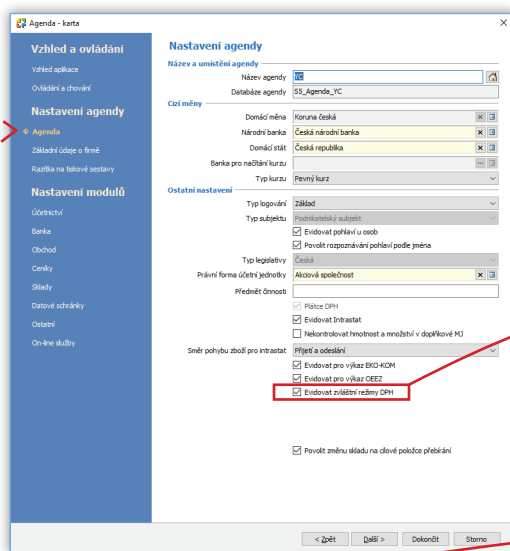 Agenda - karta
Vzhled a ovládání
Vzhled aplikace
Ovládání a chování
Nastavení agendy
Agenda
Základní údaje o firmě
Razítka na tiskové sestavy
Nastavení modulů
Účetnictví
Banka
Obchod
Ceníky
Sklady
Datové schránky
Ostatní
On-line služby
Nastavení agendy
Název a umístění agendy
Název agendy YC
Databáze agendy S5_Agenda_YC
Cizí měny
Domácí měna Koruna česká
Národní banka Česká národní banka
Domácí stát Česká republika
Banka pro načítání kurzu
Typ kurzu Pevný kurz
Ostatní nastavení
Typ logování Základ
Typ subjektu Podnikatelský subjekt
Evidovat pohlaví u osob
Povolit rozpoznávání pohlaví podle jména
Typ legislativy Česká
Právní forma účetní jednotky Akciová společnost
Předmět činnosti
Plátce DPH
Evidovat Intrastat
Nekontrolovat hmotnost a množství v doplňkové MJ
Směr pohybu zboží pro intrastat Přijetí a odeslání
Evidovat pro výkaz EKO-KOM
Evidovat pro výkaz OEEZ
Evidovat zvláštní režimy DPH
Povolit změnu skladu na cílové položce přebírání
< Zpět
Další >
Dokončit
Storno